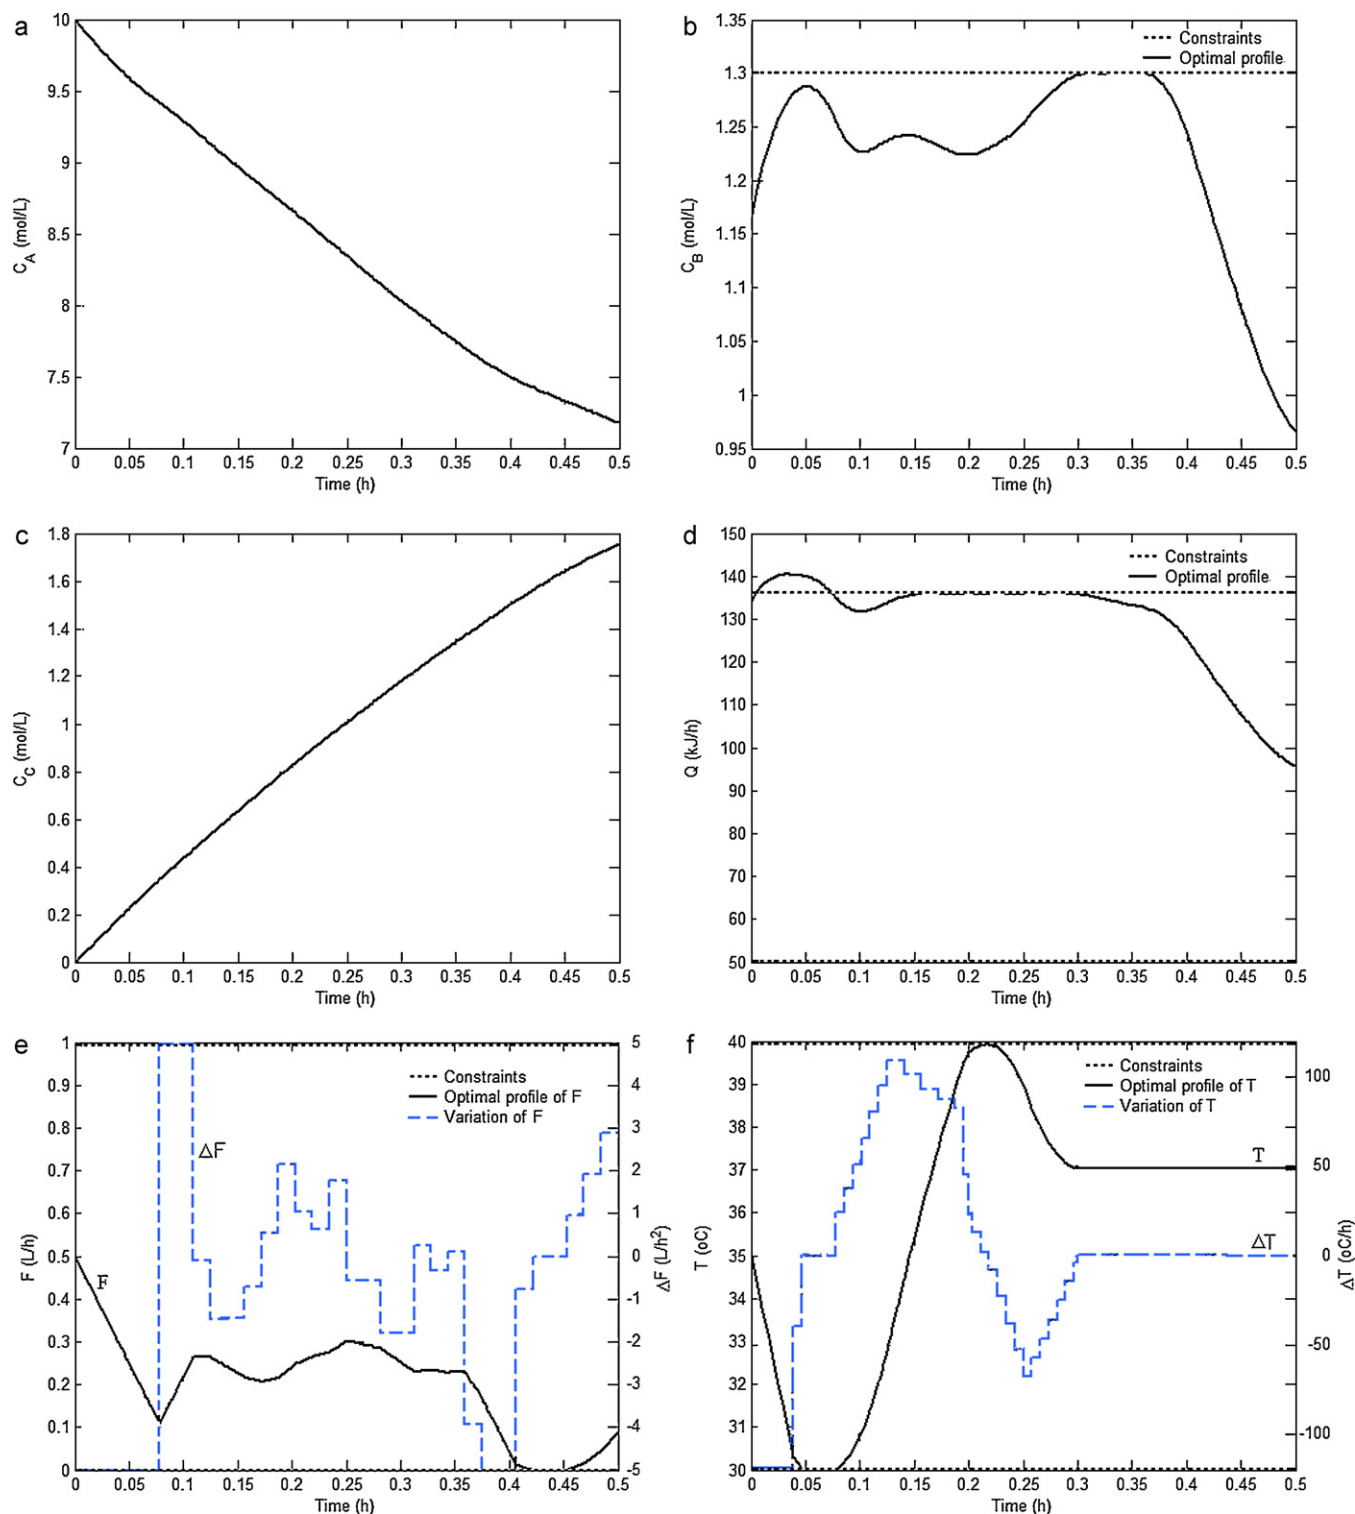 a
10
9.5
9
8.5
8
7.5
7
C_A (mol/L)
0 0.05 0.1 0.15 0.2 0.25 0.3 0.35 0.4 0.45 0.5
Time (h)
b
1.35
1.3
1.25
1.2
1.15
1.1
1.05
1
0.95
C_B (mol/L)
Constraints
Optimal profile
0 0.05 0.1 0.15 0.2 0.25 0.3 0.35 0.4 0.45 0.5
Time (h)
c
1.8
1.6
1.4
1.2
1
0.8
0.6
0.4
0.2
0
C_C (mol/L)
0 0.05 0.1 0.15 0.2 0.25 0.3 0.35 0.4 0.45 0.5
Time (h)
d
150
140
130
120
110
100
90
80
70
60
50
Q (kJ/h)
Constraints
Optimal profile
0 0.05 0.1 0.15 0.2 0.25 0.3 0.35 0.4 0.45 0.5
Time (h)
e
1
0.9
0.8
0.7
0.6
0.5
0.4
0.3
0.2
0.1
0
F (L/h)
Constraints
Optimal profile of F
Variation of F
ΔF
F
5
4
3
2
1
0
-1
-2
-3
-4
-5
ΔF (L/h²)
0 0.05 0.1 0.15 0.2 0.25 0.3 0.35 0.4 0.45 0.5
Time (h)
f
40
39
38
37
36
35
34
33
32
31
30
T (oC)
Constraints
Optimal profile of T
Variation of T
T
ΔT
100
50
0
-50
-100
ΔT (oC/h)
0 0.05 0.1 0.15 0.2 0.25 0.3 0.35 0.4 0.45 0.5
Time (h)